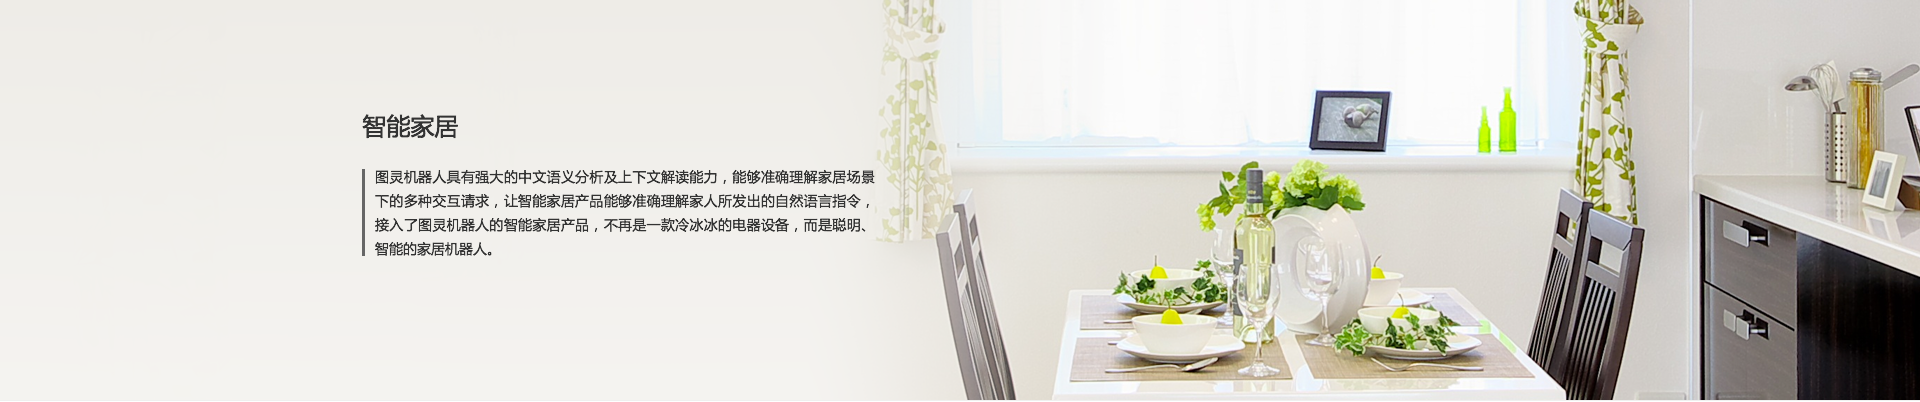 智能家居
图灵机器人具有强大的中文语义分析及上下文解读能力，能够准确理解家居场景
下的多种交互请求，让智能家居产品能够准确理解家人所发出的自然语言指令，
接入了图灵机器人的智能家居产品，不再是一款冷冰冰的电器设备，而是聪明、
智能的家居机器人。